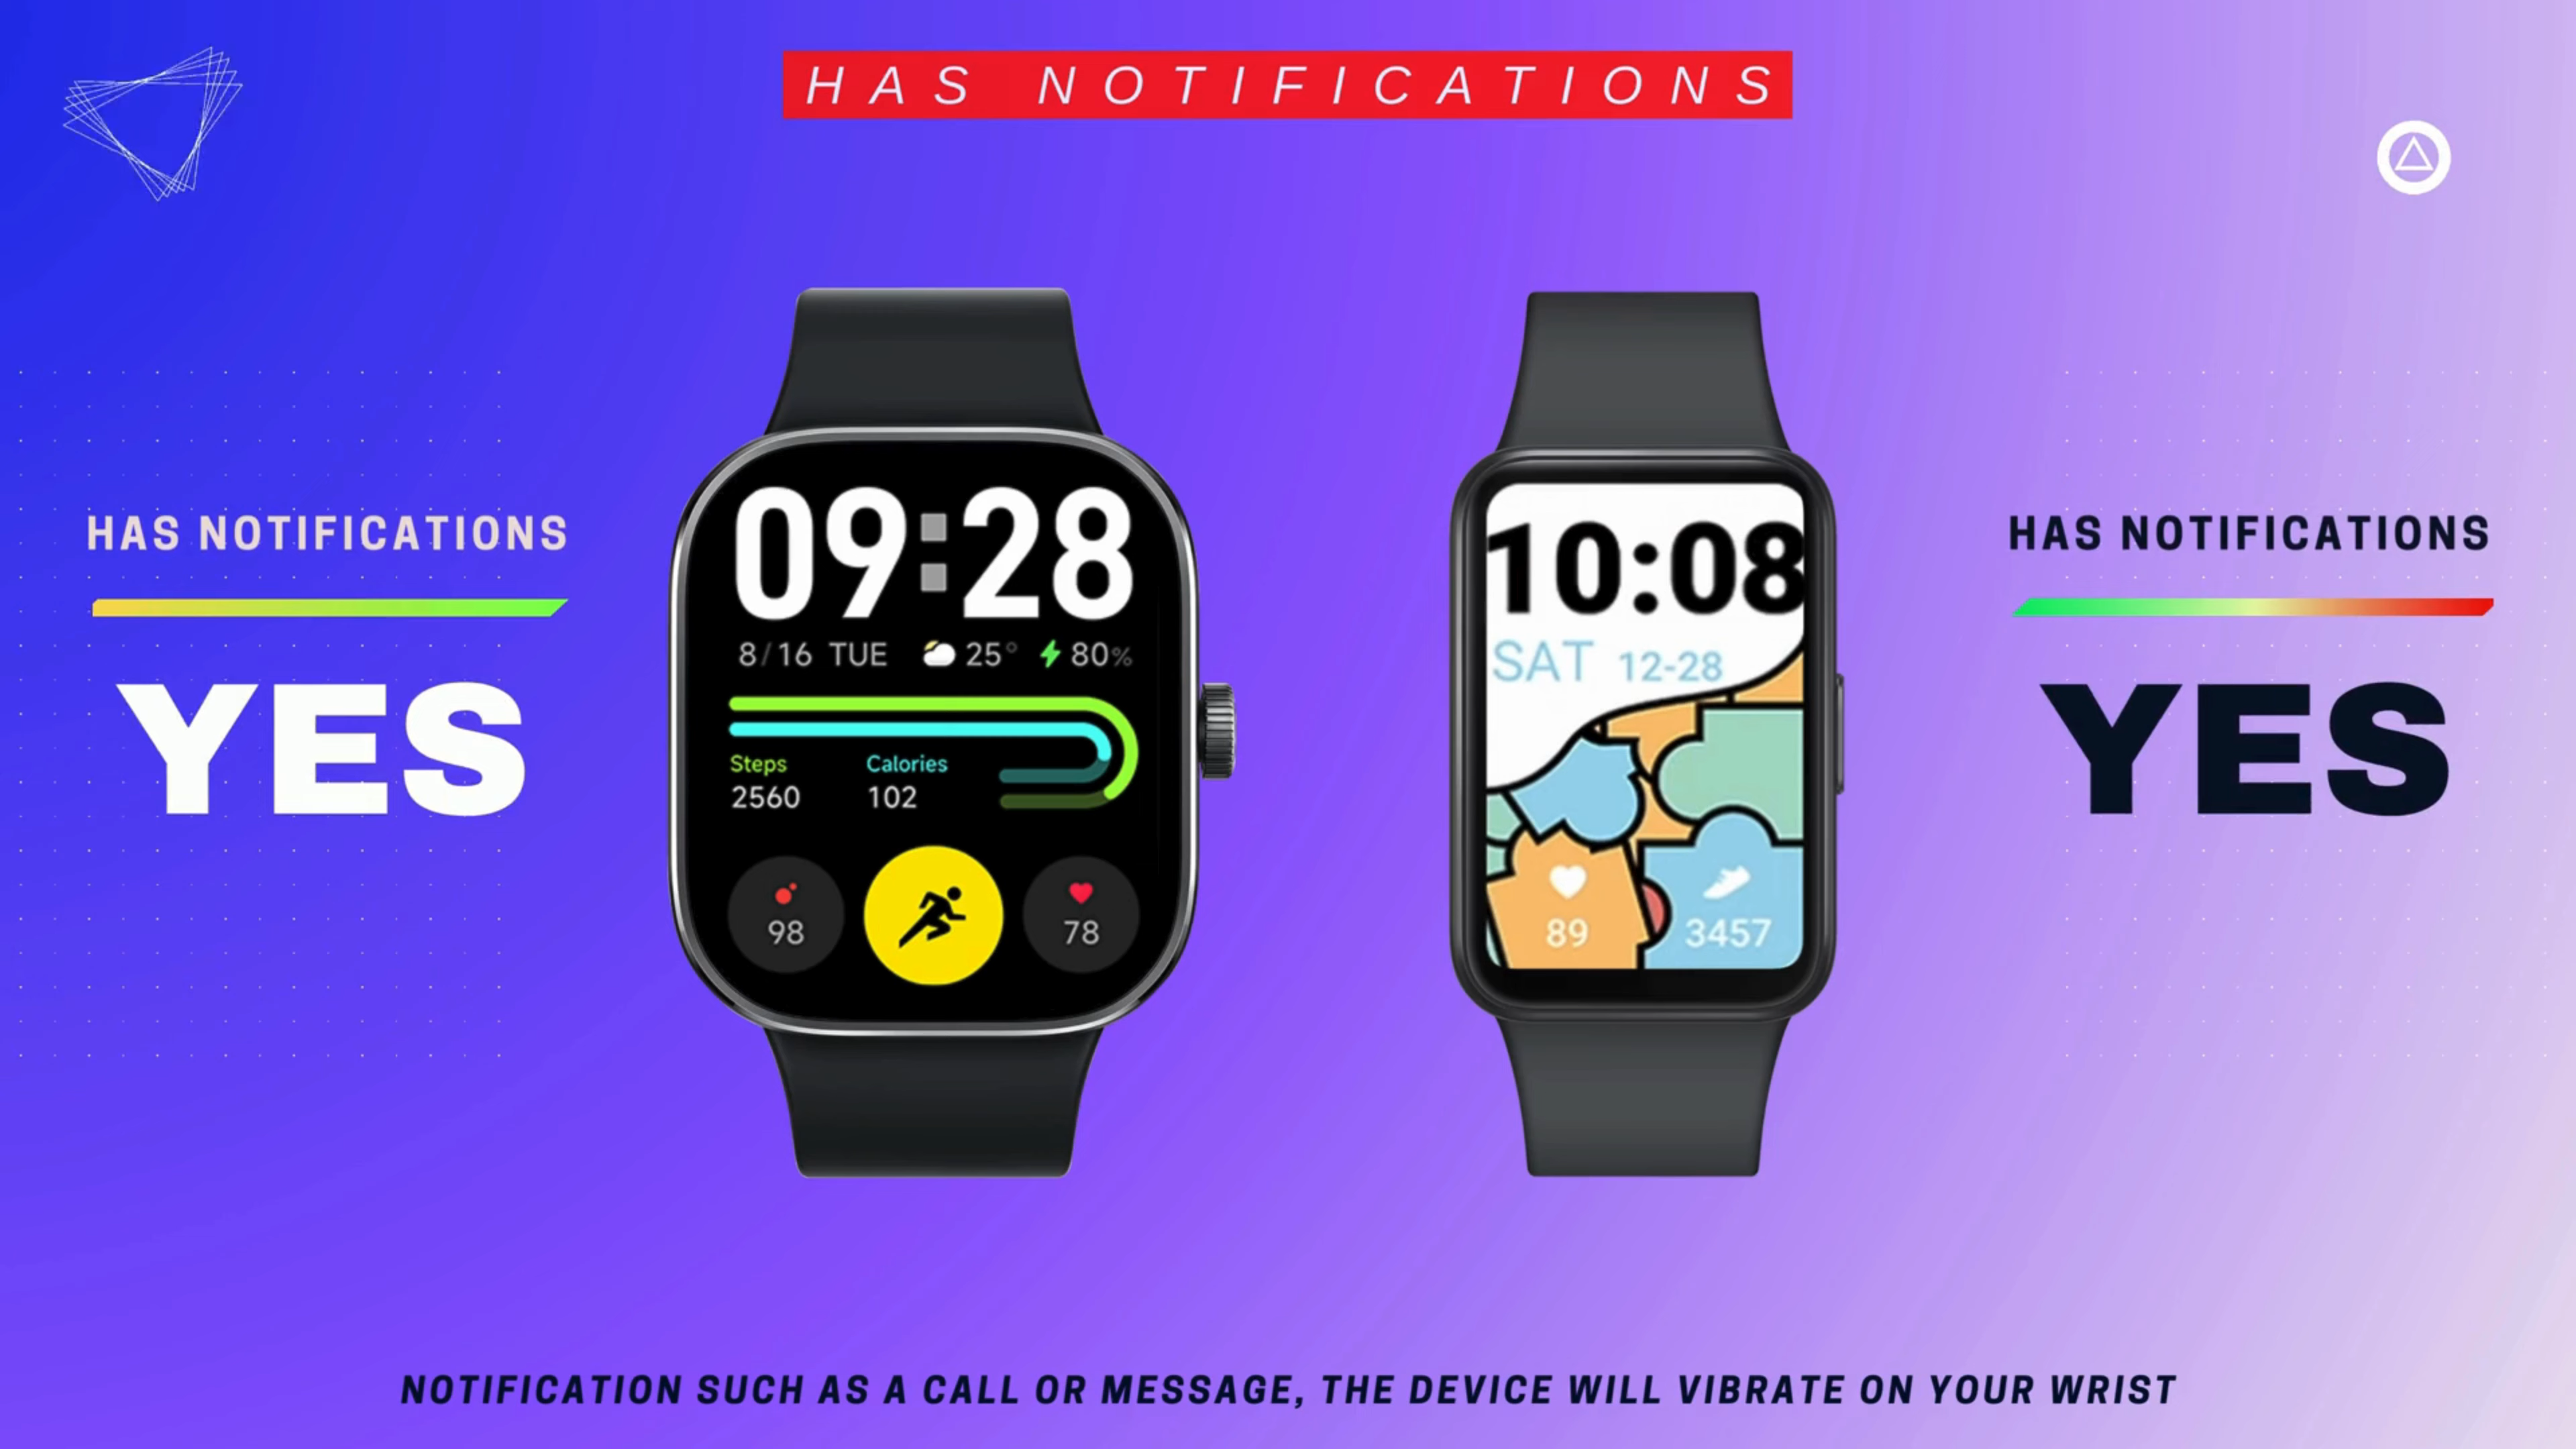 HAS NOTIFICATIONS
HAS NOTIFICATIONS
YES
09:28
8/16 TUE 25° 80%
Steps Calories
2560 102
98 78
10:08
SAT 12-28
89 3457
HAS NOTIFICATIONS
YES
NOTIFICATION SUCH AS A CALL OR MESSAGE, THE DEVICE WILL VIBRATE ON YOUR WRIST